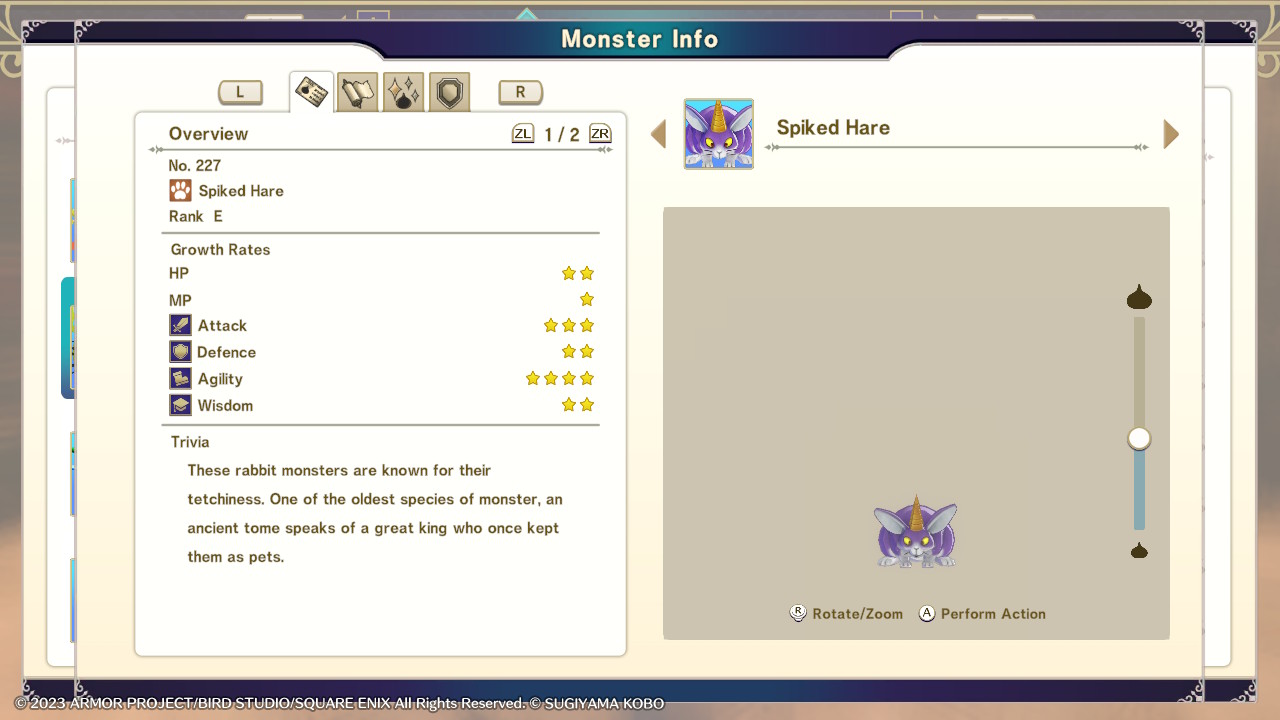 Monster Info
L
R
Overview
ZL 1 / 2 ZR
No. 227
Spiked Hare
Rank E
Growth Rates
HP
MP
Attack
Defence
Agility
Wisdom
Trivia
These rabbit monsters are known for their
tetchiness. One of the oldest species of monster, an
ancient tome speaks of a great king who once kept
them as pets.
Spiked Hare
R Rotate/Zoom A Perform Action
© 2023 ARMOR PROJECT/BIRD STUDIO/SQUARE ENIX All Rights Reserved. © SUGIYAMA KOBO